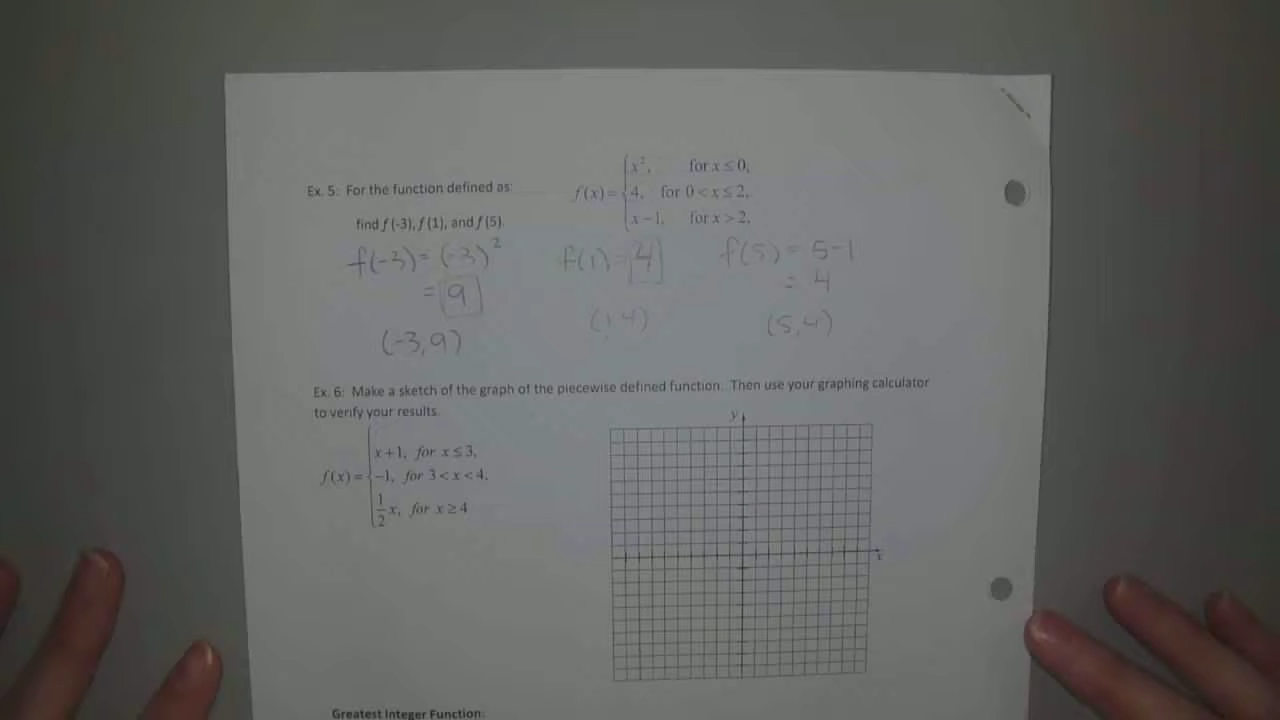 Ex. 5: For the function defined as:
f(x) = { x², for x ≤ 0,
4, for 0 < x ≤ 2,
x − 1, for x > 2,
find f (-3), f (1), and f (5).
f(-3) = (-3)²
= 9
(-3,9)
f(1) = 4
(1,4)
f(5) = 5-1
= 4
(5,4)
Ex. 6: Make a sketch of the graph of the piecewise defined function. Then use your graphing calculator
to verify your results.
f(x) = { x+1, for x ≤ 3,
−1, for 3 < x < 4,
1/2 x, for x ≥ 4
y
x
Greatest Integer Function: